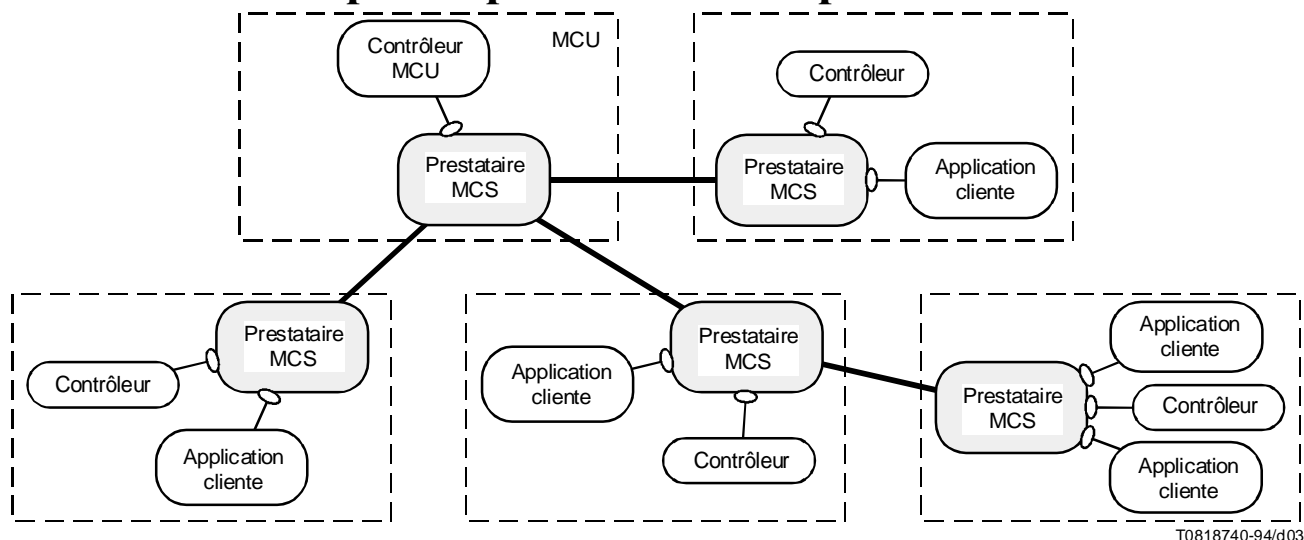 Contrôleur
MCU
MCU
Contrôleur
Prestataire
MCS
Prestataire
MCS
Application
cliente
Prestataire
MCS
Contrôleur
Application
cliente
Prestataire
MCS
Application
cliente
Contrôleur
Application
cliente
Prestataire
MCS
Contrôleur
Application
cliente
T0818740-94/d03